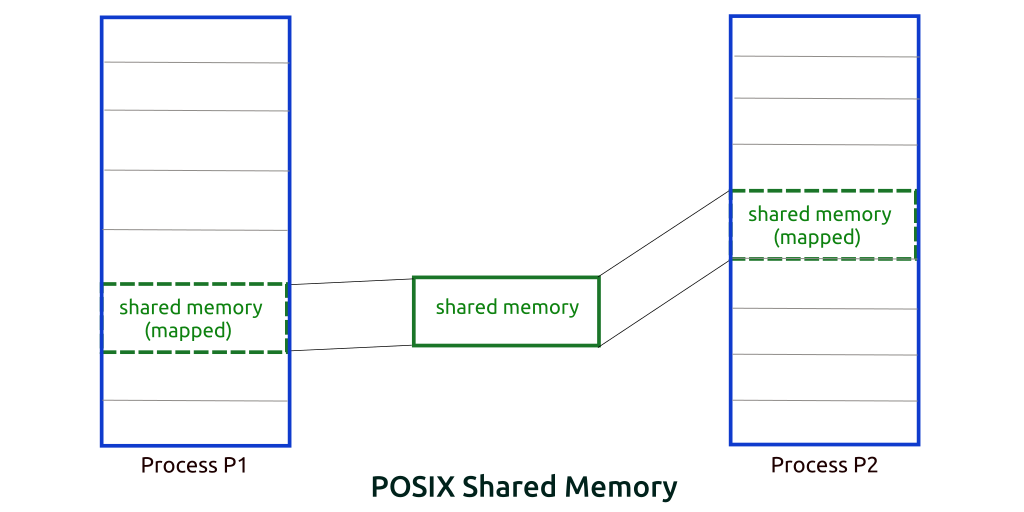 shared memory
(mapped)
shared memory
shared memory
(mapped)
Process P1
Process P2
POSIX Shared Memory